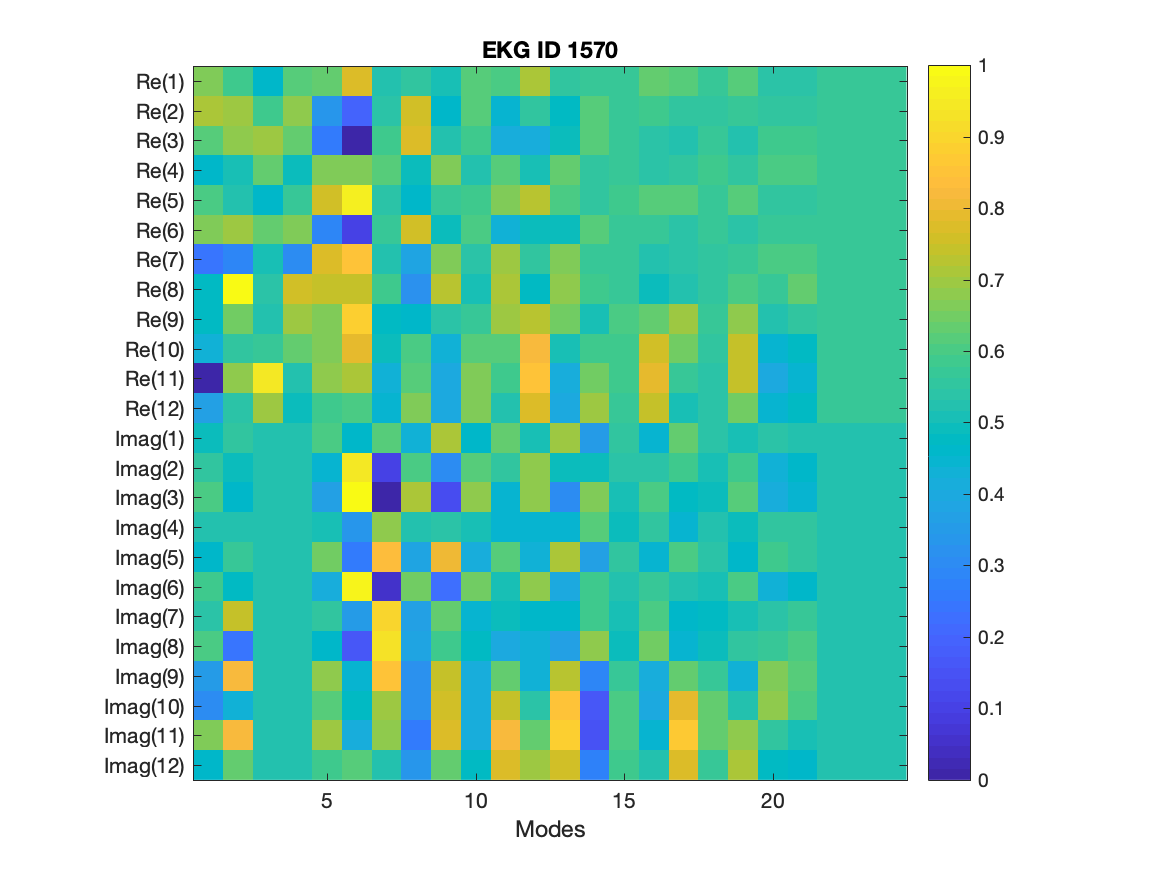 EKG ID 1570
Re(1)
Re(2)
Re(3)
Re(4)
Re(5)
Re(6)
Re(7)
Re(8)
Re(9)
Re(10)
Re(11)
Re(12)
Imag(1)
Imag(2)
Imag(3)
Imag(4)
Imag(5)
Imag(6)
Imag(7)
Imag(8)
Imag(9)
Imag(10)
Imag(11)
Imag(12)
5 10 15 20
Modes
1
0.9
0.8
0.7
0.6
0.5
0.4
0.3
0.2
0.1
0